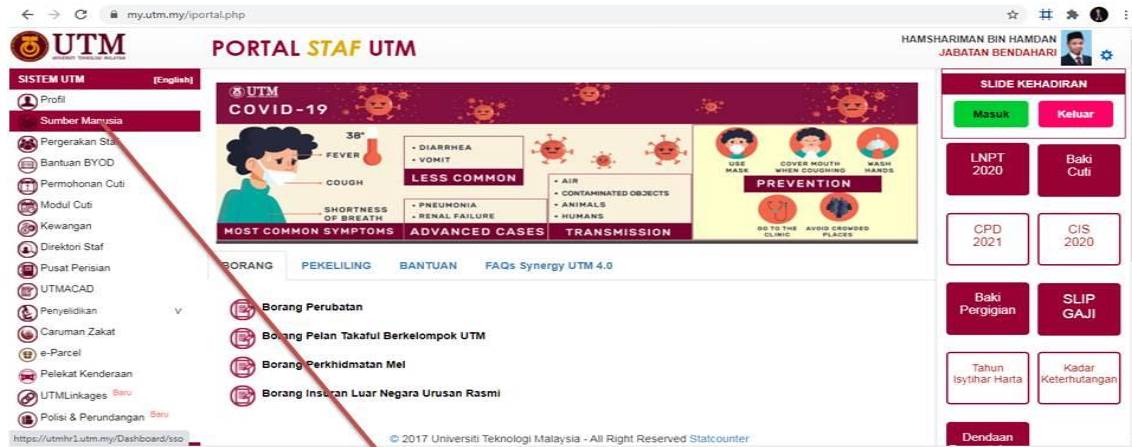 my.utm.my/iportal.php
UTM
UNIVERSITI TEKNOLOGI MALAYSIA
PORTAL STAF UTM
HAMSHARIMAN BIN HAMDAN
JABATAN BENDAHARI
SISTEM UTM [English]
Profil
Sumber Manusia
Pergerakan Staf
Bantuan BYOD
Permohonan Cuti
Modul Cuti
Kewangan
Direktori Staf
Pusat Perisian
UTMACAD
Penyelidikan v
Caruman Zakat
e-Parcel
Pelekat Kenderaan
UTMLinkages Baru
Polisi & Perundangan Baru
https://utmhr1.utm.my/Dashboard/sso
UTM
COVID-19
38°
FEVER
COUGH
SHORTNESS
OF BREATH
MOST COMMON SYMPTOMS
• DIARRHEA
• VOMIT
LESS COMMON
• PNEUMONIA
• RENAL FAILURE
ADVANCED CASES
• AIR
• CONTAMINATED OBJECTS
• ANIMALS
• HUMANS
TRANSMISSION
USE
MASK
COVER MOUTH
WHEN COUGHING
WASH
HANDS
PREVENTION
GO TO THE
CLINIC
AVOID CROWDED
PLACES
BORANG PEKELILING BANTUAN FAQs Synergy UTM 4.0
Borang Perubatan
Borang Pelan Takaful Berkelompok UTM
Borang Perkhidmatan Mel
Borang Insuran Luar Negara Urusan Rasmi
© 2017 Universiti Teknologi Malaysia - All Right Reserved Statcounter
SLIDE KEHADIRAN
Masuk Keluar
LNPT
2020
Baki
Cuti
CPD
2021
CIS
2020
Baki
Pergigian
SLIP
GAJI
Tahun
Isytihar Harta
Kadar
Keterhutangan
Dendaan